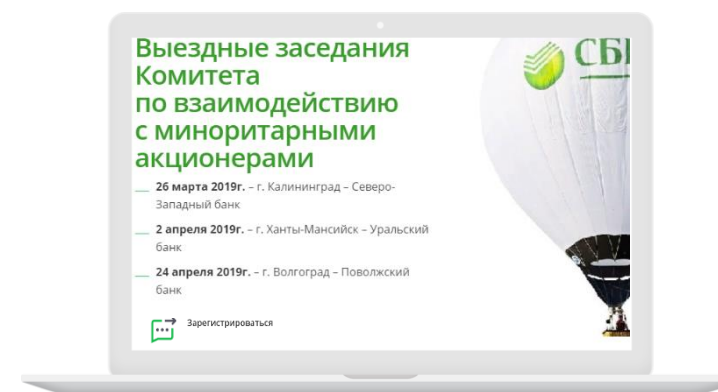 Выездные заседания
Комитета
по взаимодействию
с миноритарными
акционерами
26 марта 2019г. – г. Калининград – Северо-
Западный банк
2 апреля 2019г. – г. Ханты-Мансийск – Уральский
банк
24 апреля 2019г. – г. Волгоград – Поволжский
банк
Зарегистрироваться
СБ